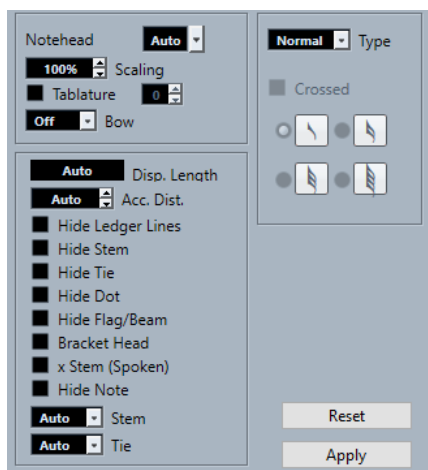 Notehead Auto
100% Scaling
Tablature 0
Off Bow
Auto Disp. Length
Auto Acc. Dist.
Hide Ledger Lines
Hide Stem
Hide Tie
Hide Dot
Hide Flag/Beam
Bracket Head
x Stem (Spoken)
Hide Note
Auto Stem
Auto Tie
Normal Type
Crossed
Reset
Apply